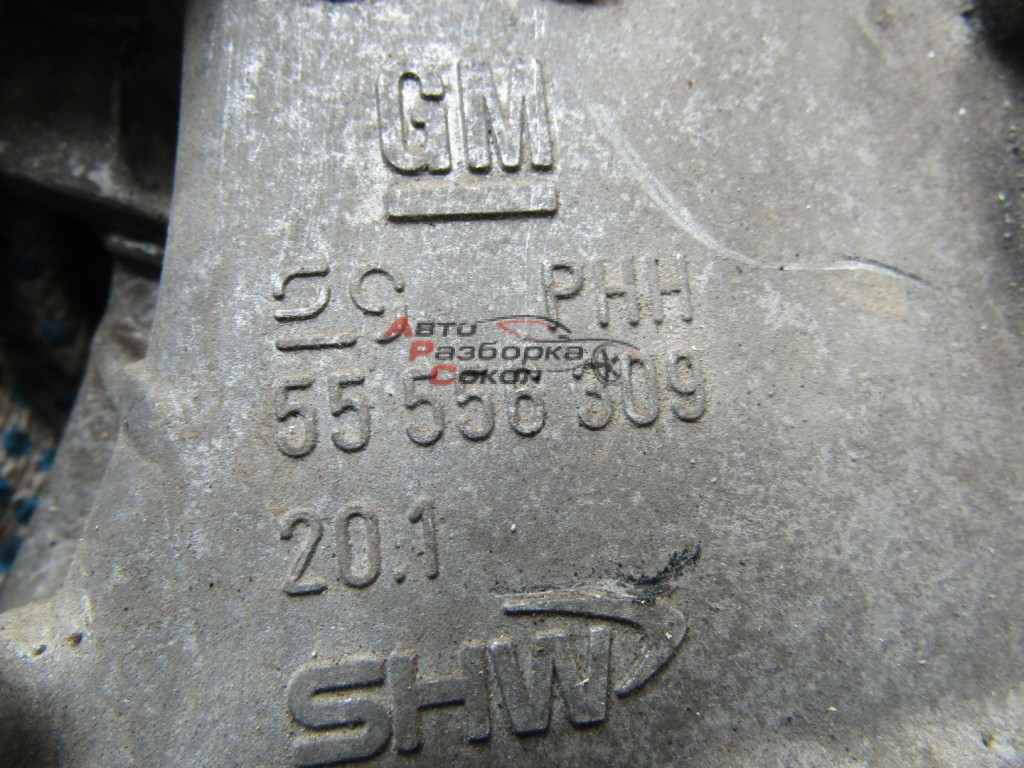 GM
PHH
АВТО
РАЗБОРКА
СОКОЛ
55 556 309
20.1
SHW